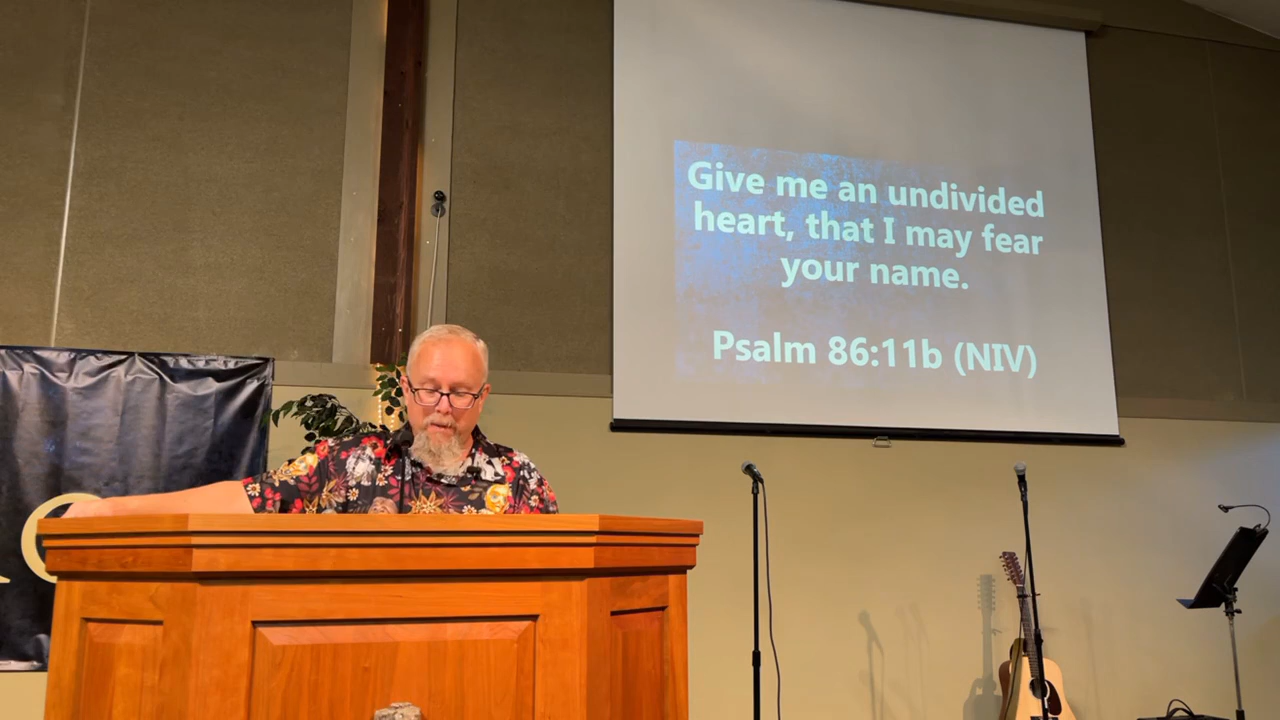 Give me an undivided
heart, that I may fear
your name.
Psalm 86:11b (NIV)